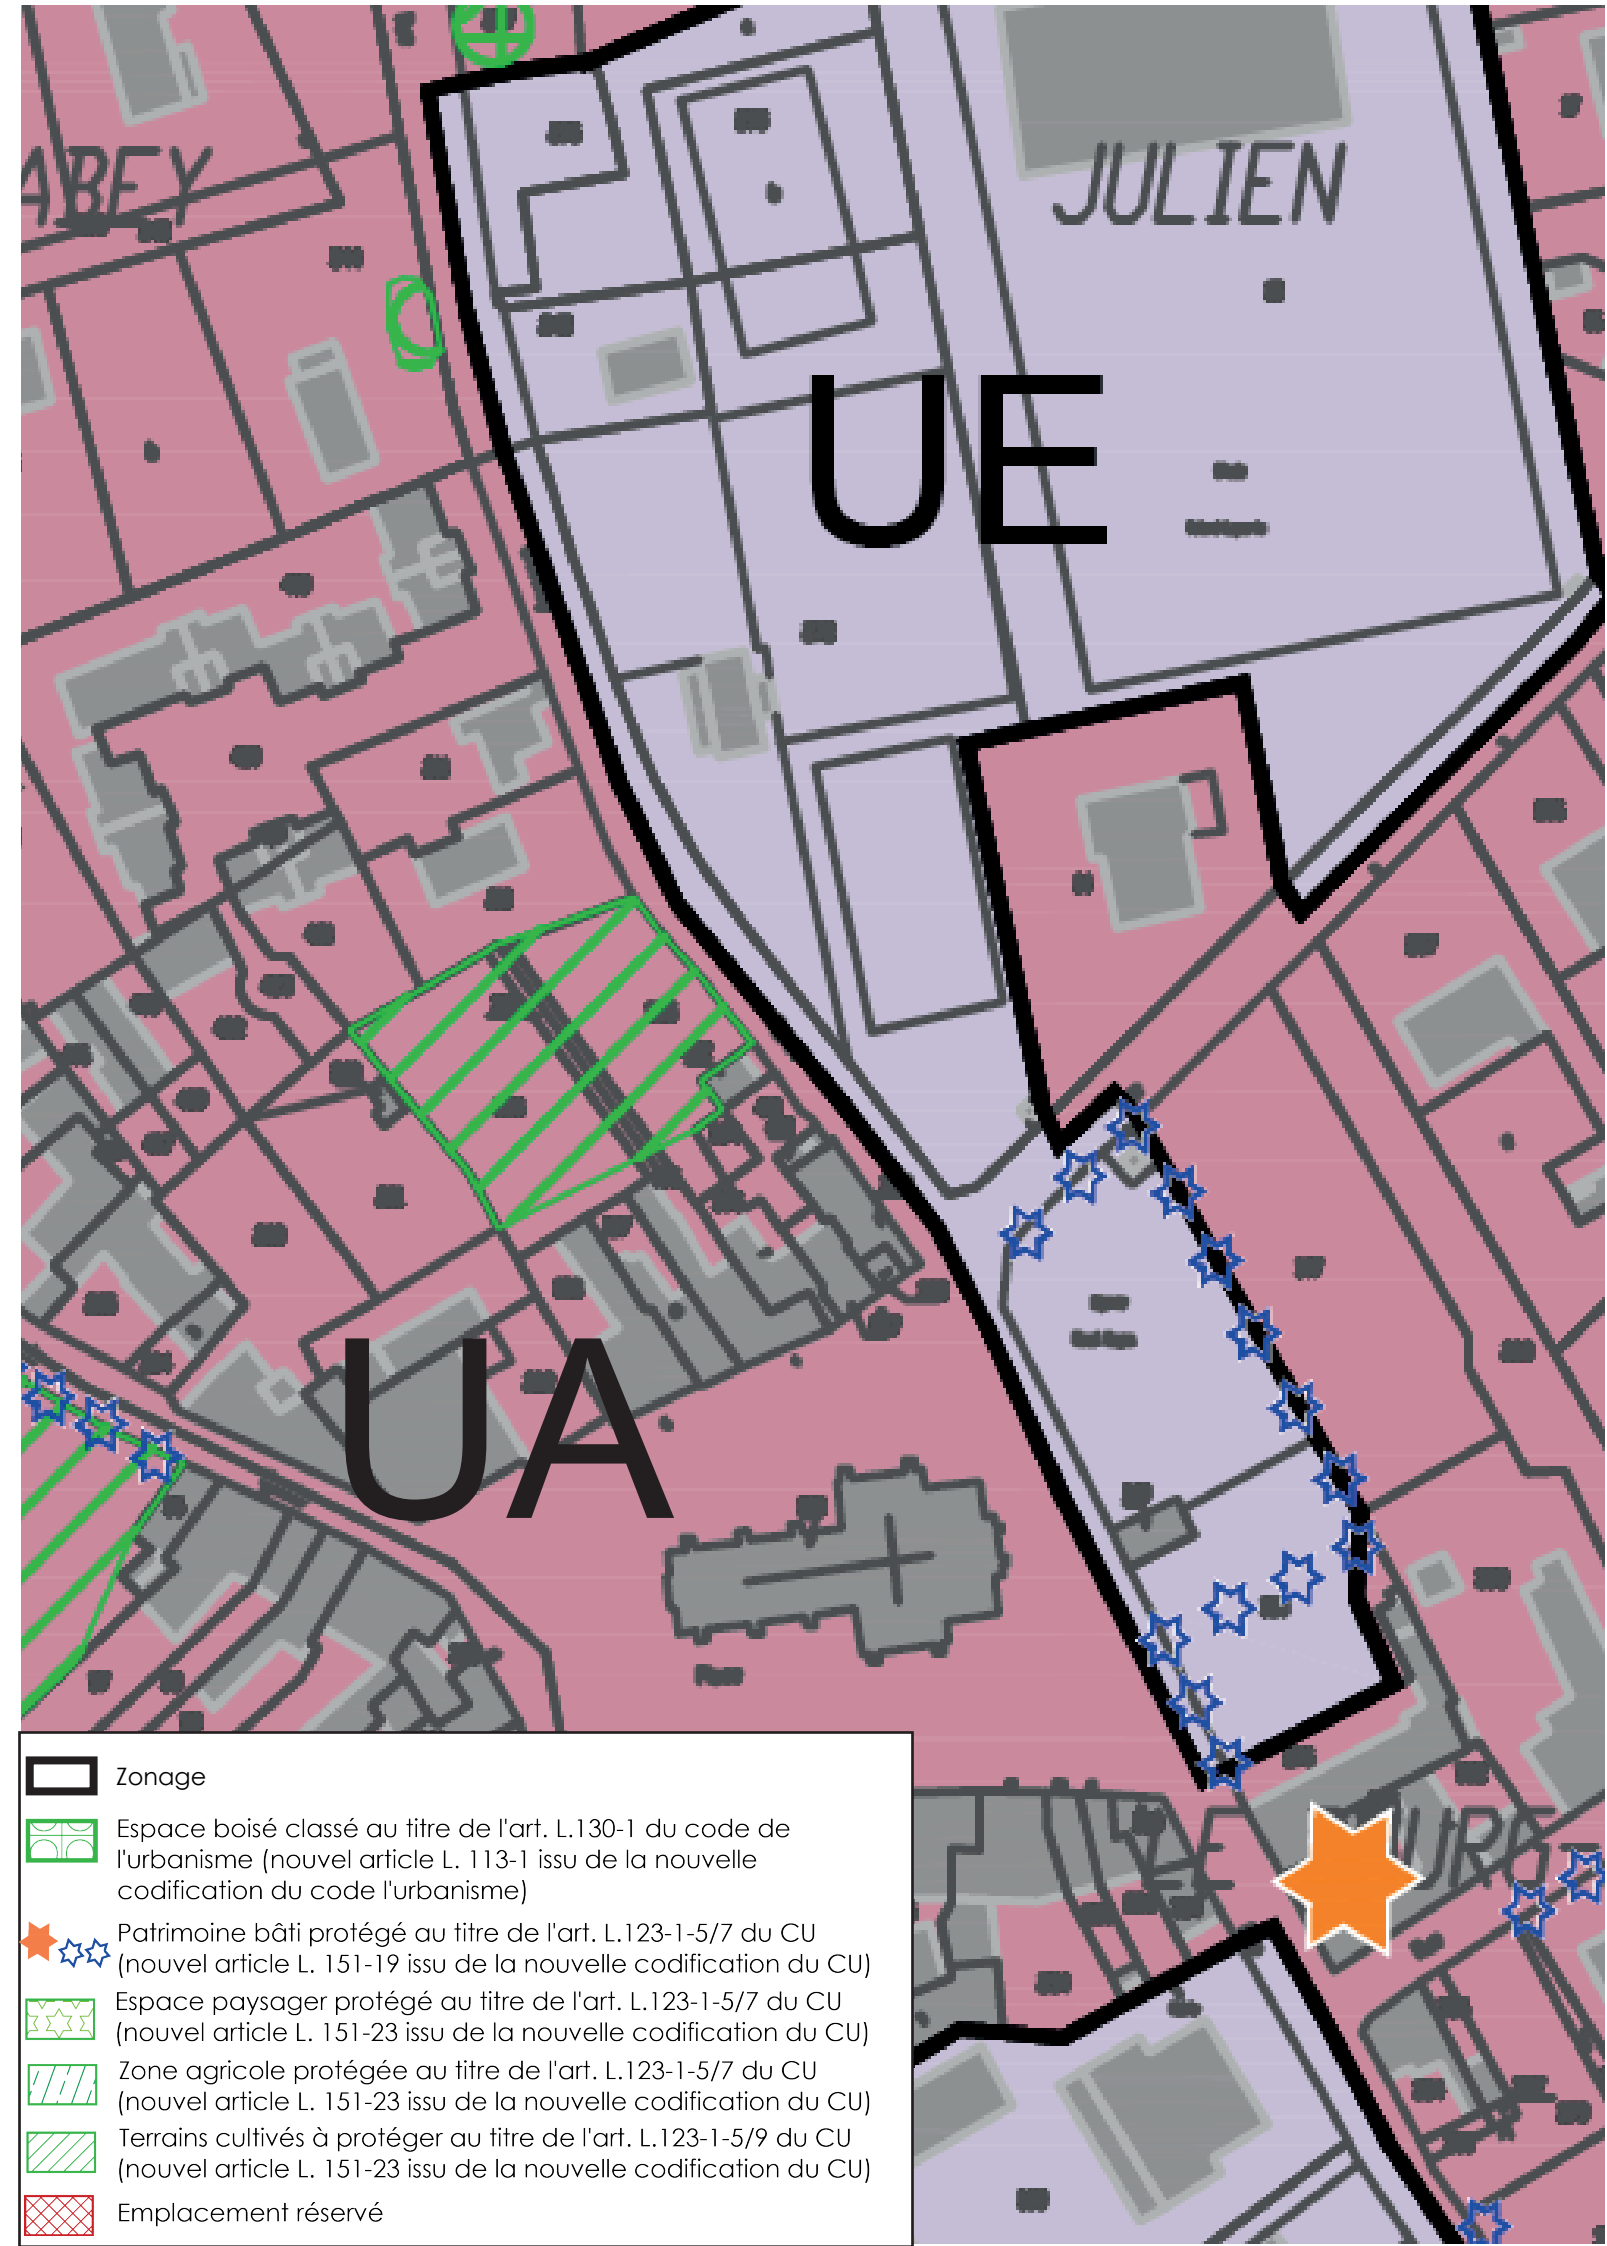 ABEY
JULIEN
UE
UA
Zonage
Espace boisé classé au titre de l'art. L.130-1 du code de
l'urbanisme (nouvel article L. 113-1 issu de la nouvelle
codification du code l'urbanisme)
Patrimoine bâti protégé au titre de l'art. L.123-1-5/7 du CU
(nouvel article L. 151-19 issu de la nouvelle codification du CU)
Espace paysager protégé au titre de l'art. L.123-1-5/7 du CU
(nouvel article L. 151-23 issu de la nouvelle codification du CU)
Zone agricole protégée au titre de l'art. L.123-1-5/7 du CU
(nouvel article L. 151-23 issu de la nouvelle codification du CU)
Terrains cultivés à protéger au titre de l'art. L.123-1-5/9 du CU
(nouvel article L. 151-23 issu de la nouvelle codification du CU)
Emplacement réservé